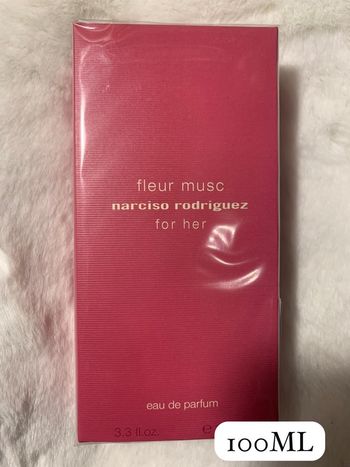 fleur musc
narciso rodriguez
for her
eau de parfum
3.3 fl.oz. e
100ML